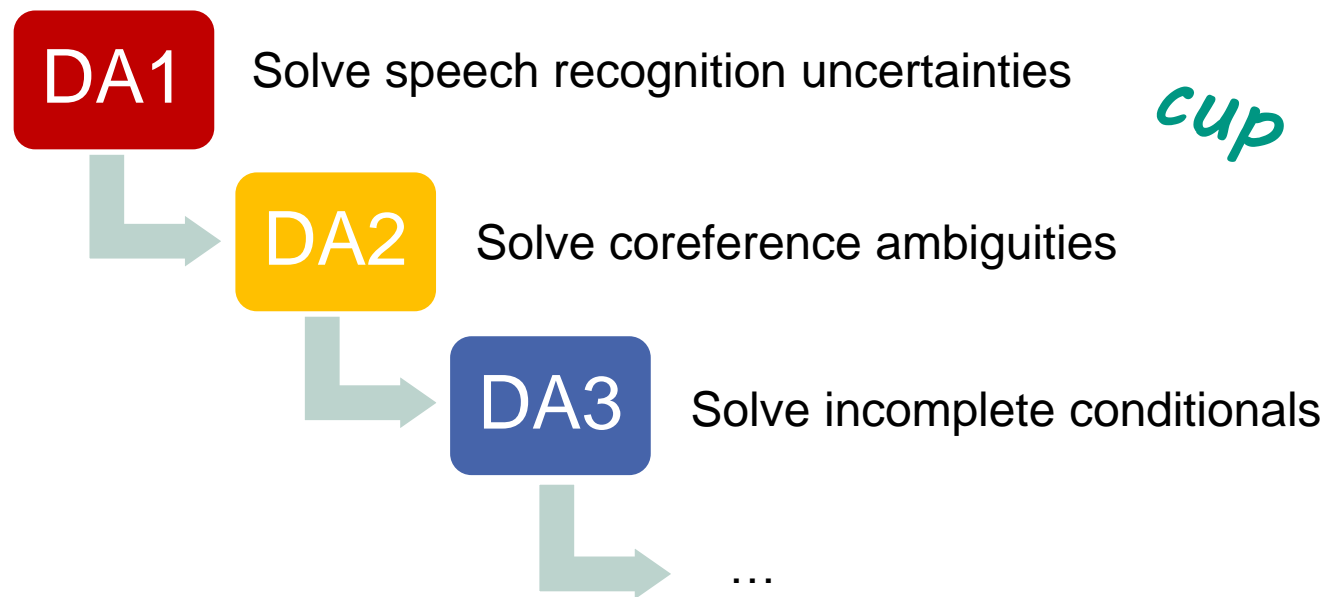 DA1
Solve speech recognition uncertainties
cup
DA2
Solve coreference ambiguities
DA3
Solve incomplete conditionals
…